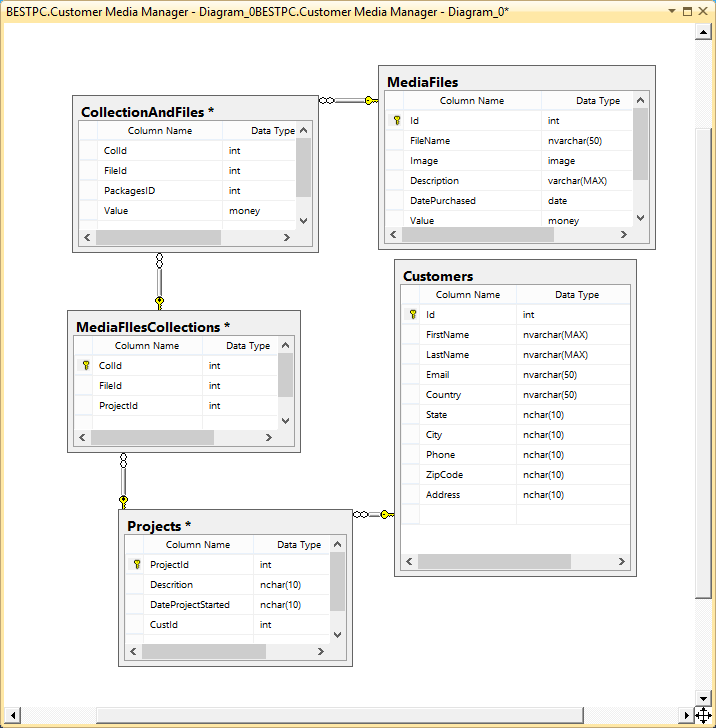 BESTPC.Customer Media Manager - Diagram_0BESTPC.Customer Media Manager - Diagram_0*
CollectionAndFiles *
Column Name Data Type
ColId int
FileId int
PackagesID int
Value money
MediaFiles
Column Name Data Type
Id int
FileName nvarchar(50)
Image image
Description varchar(MAX)
DatePurchased date
Value money
MediaFIlesCollections *
Column Name Data Type
ColId int
FileId int
ProjectId int
Customers
Column Name Data Type
Id int
FirstName nvarchar(MAX)
LastName nvarchar(MAX)
Email nvarchar(50)
Country nvarchar(50)
State nchar(10)
City nchar(10)
Phone nchar(10)
ZipCode nchar(10)
Address nchar(10)
Projects *
Column Name Data Type
ProjectId int
Descrition nchar(10)
DateProjectStarted nchar(10)
CustId int